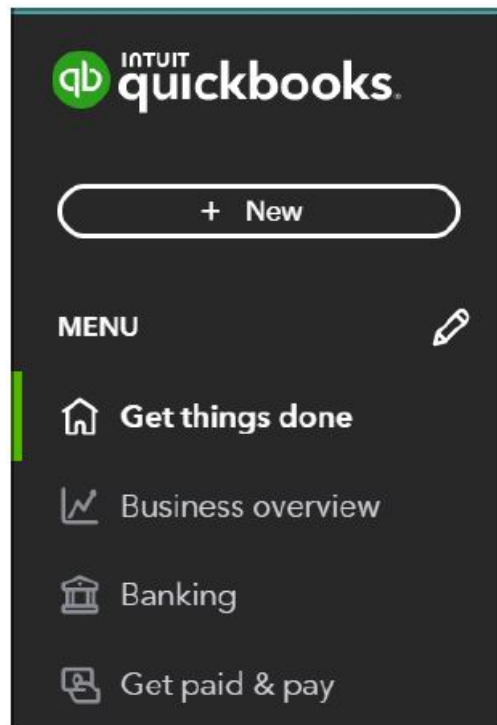 INTUIT
quickbooks.
+ New
MENU
Get things done
Business overview
Banking
Get paid & pay